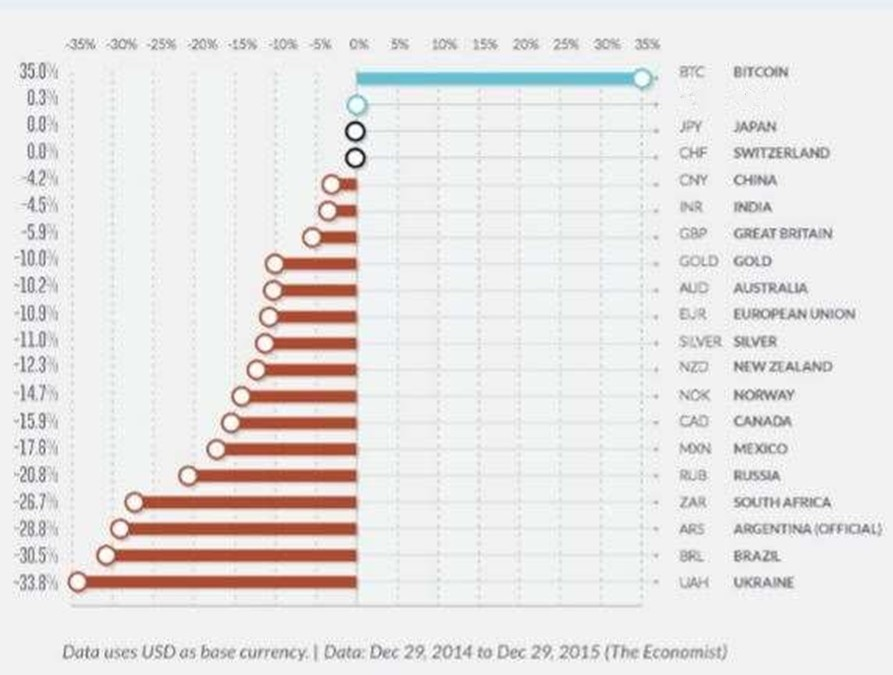 -35% -30% -25% -20% -15% -10% -5% 0% 5% 10% 15% 20% 25% 30% 35%
35.0% BTC BITCOIN
0.3%
0.0% JPY JAPAN
0.0% CHF SWITZERLAND
-4.2% CNY CHINA
-4.5% INR INDIA
-5.9% GBP GREAT BRITAIN
-10.0% GOLD GOLD
-10.2% AUD AUSTRALIA
-10.9% EUR EUROPEAN UNION
-11.0% SILVER SILVER
-12.3% NZD NEW ZEALAND
-14.7% NOK NORWAY
-15.9% CAD CANADA
-17.6% MXN MEXICO
-20.8% RUB RUSSIA
-26.7% ZAR SOUTH AFRICA
-28.8% ARS ARGENTINA (OFFICIAL)
-30.5% BRL BRAZIL
-33.8% UAH UKRAINE
Data uses USD as base currency. | Data: Dec 29, 2014 to Dec 29, 2015 (The Economist)